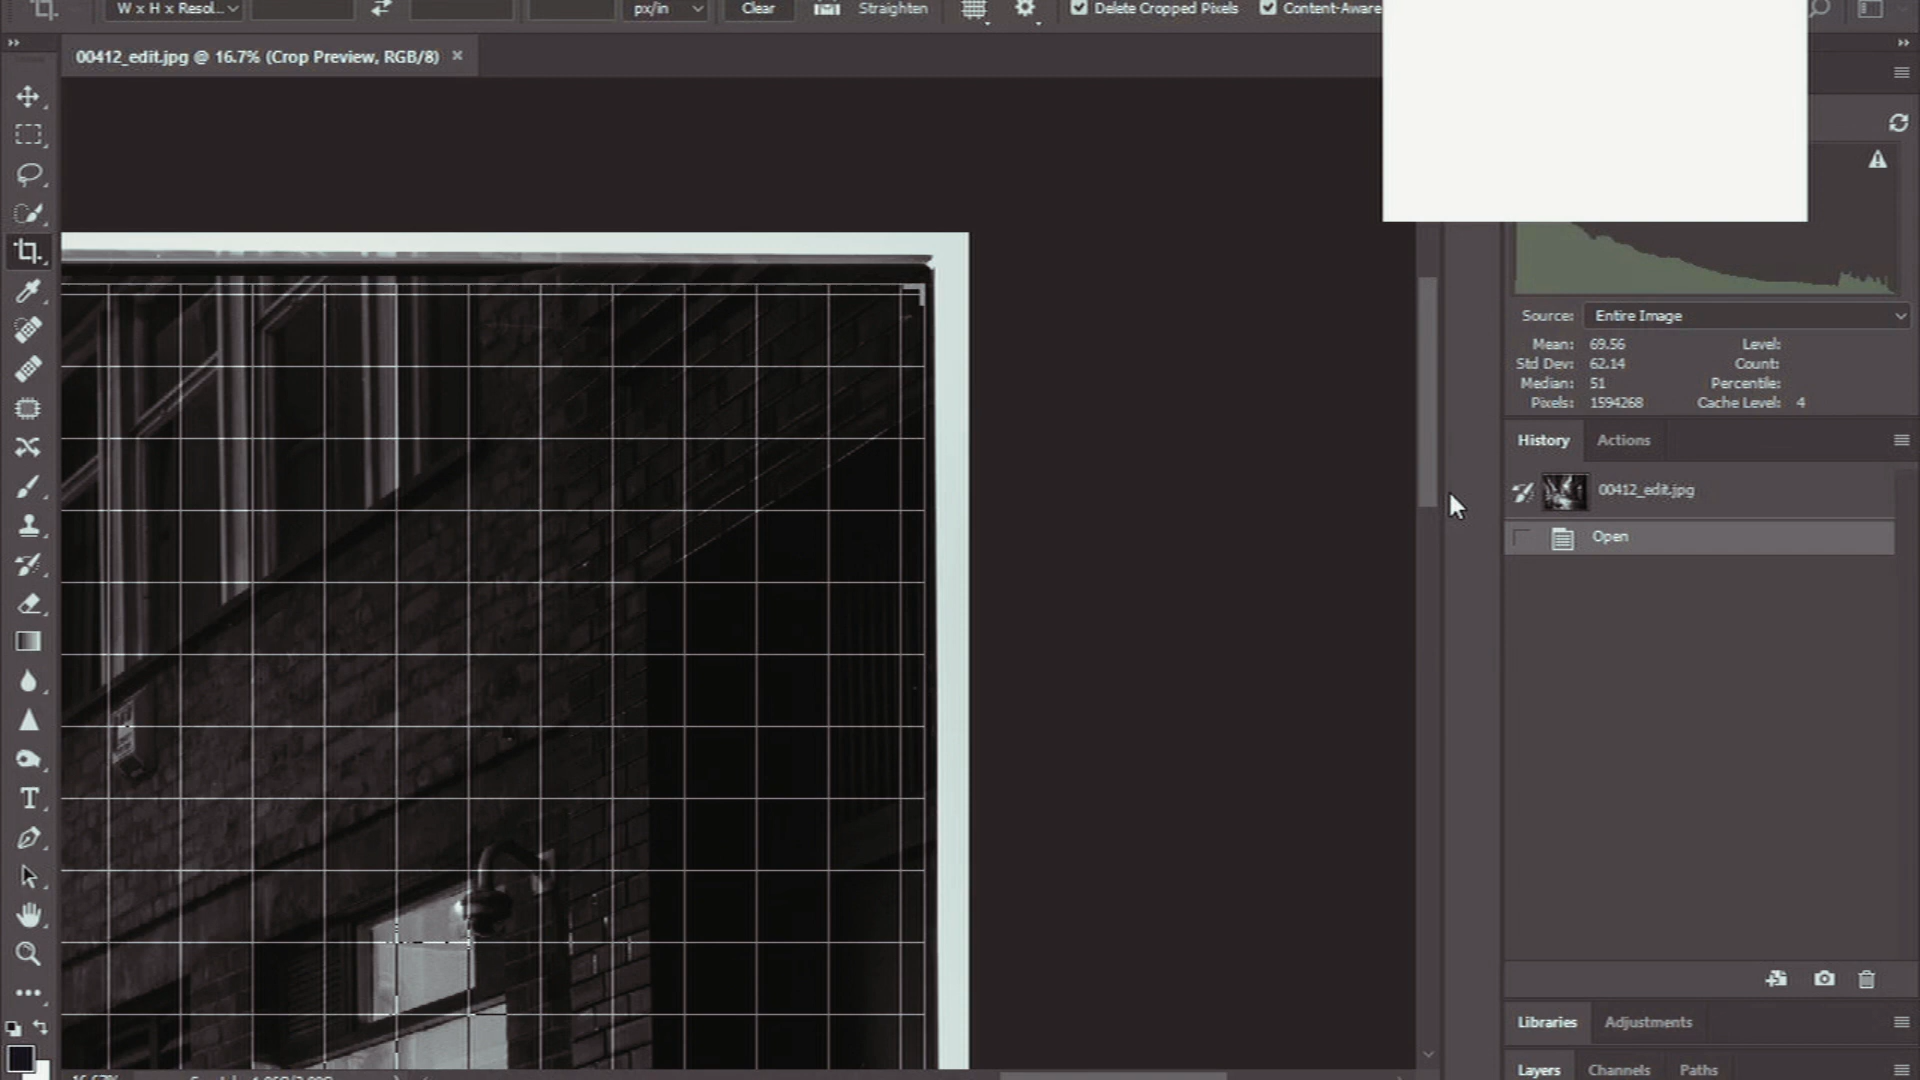 W x H x Resol...
px/in
Clear
Straighten
Delete Cropped Pixels
Content-Aware
00412_edit.jpg @ 16.7% (Crop Preview, RGB/8)
Source: Entire Image
Mean: 69.56 Level:
Std Dev: 62.14 Count:
Median: 51 Percentile:
Pixels: 1594268 Cache Level: 4
History Actions
00412_edit.jpg
Open
Libraries Adjustments
Layers Channels Paths